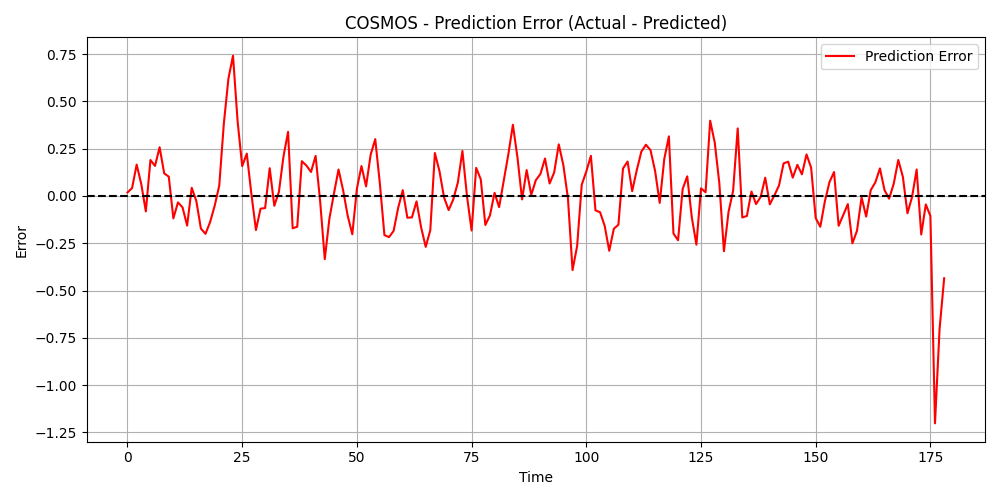 COSMOS - Prediction Error (Actual - Predicted)
Prediction Error
Error
0.75
0.50
0.25
0.00
−0.25
−0.50
−0.75
−1.00
−1.25
0 25 50 75 100 125 150 175
Time